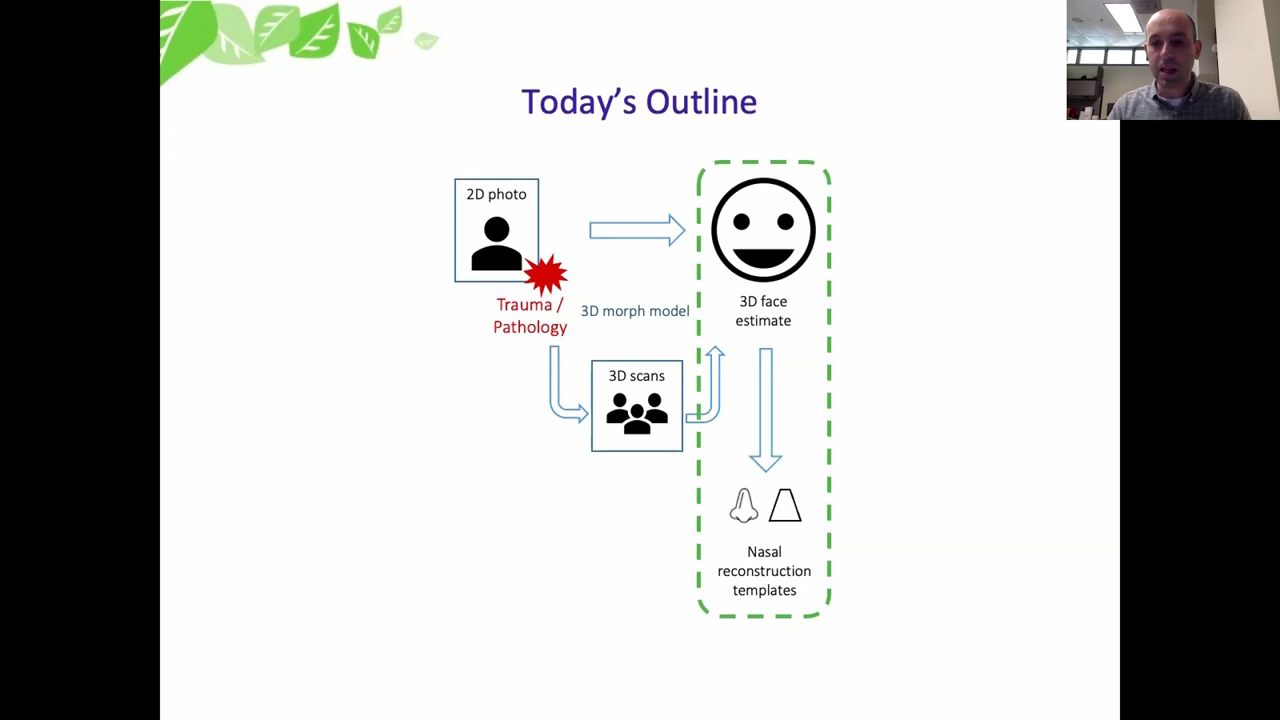 Today's Outline
2D photo
Trauma /
Pathology
3D morph model
3D scans
3D face
estimate
Nasal
reconstruction
templates